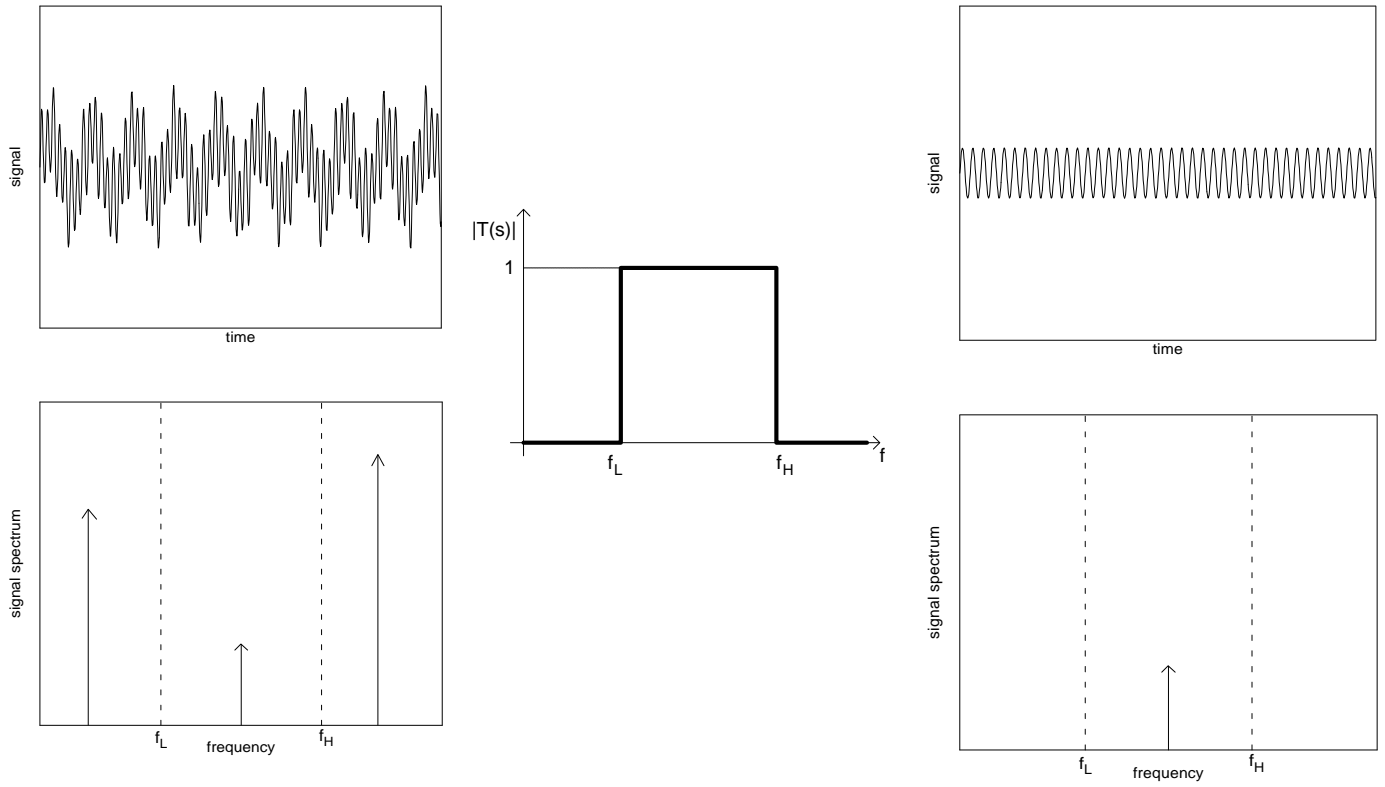 signal
time
signal spectrum
f_L
frequency
f_H
|T(s)|
1
f_L
f_H
f
signal
time
signal spectrum
f_L
frequency
f_H